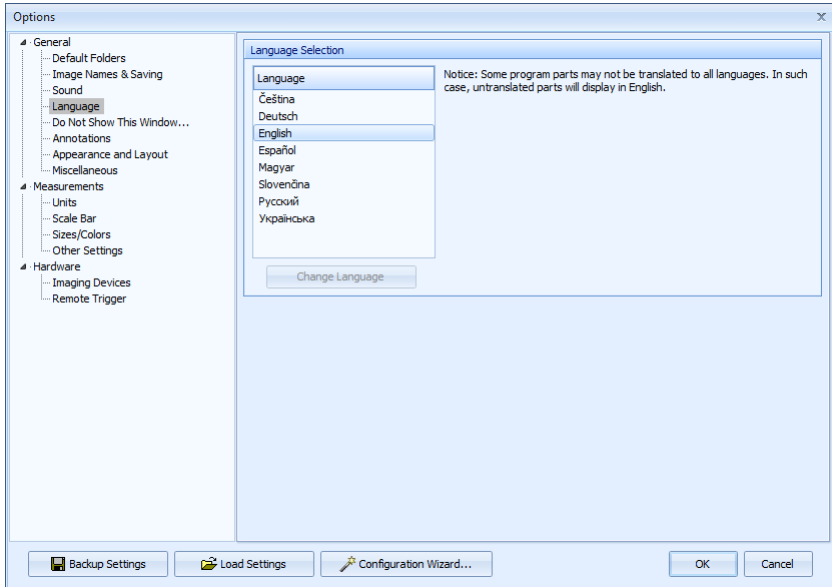 Options
General
Default Folders
Image Names & Saving
Sound
Language
Do Not Show This Window...
Annotations
Appearance and Layout
Miscellaneous
Measurements
Units
Scale Bar
Sizes/Colors
Other Settings
Hardware
Imaging Devices
Remote Trigger
Language Selection
Language
Čeština
Deutsch
English
Español
Magyar
Slovenčina
Русский
Українська
Change Language
Notice: Some program parts may not be translated to all languages. In such
case, untranslated parts will display in English.
Backup Settings
Load Settings
Configuration Wizard...
OK
Cancel